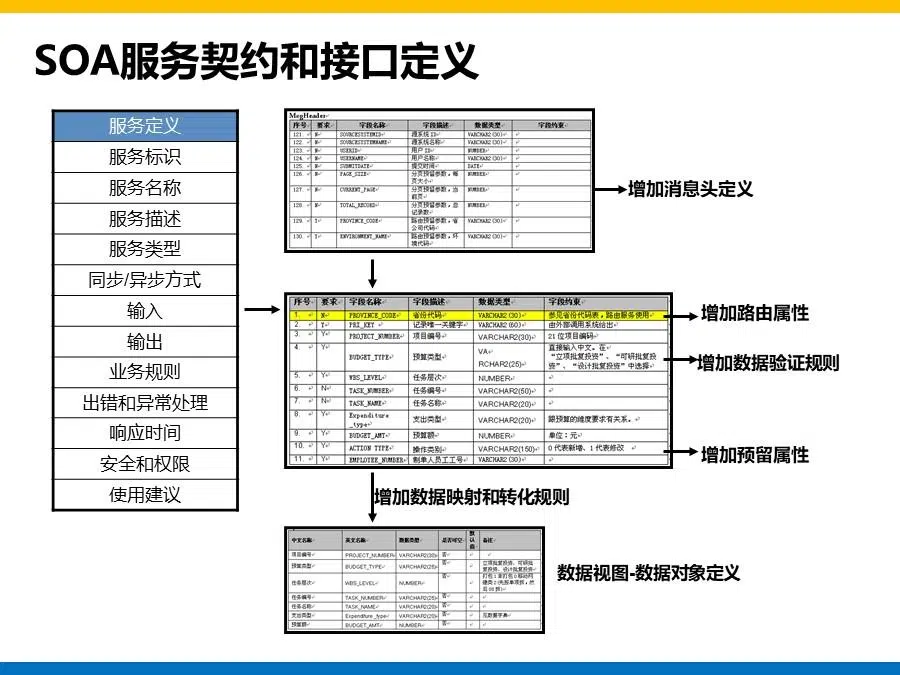 SOA服务契约和接口定义
服务定义
服务标识
服务名称
服务描述
服务类型
同步/异步方式
输入
输出
业务规则
出错和异常处理
响应时间
安全和权限
使用建议
MsgHeader
序号 要求 字段名称 字段描述 数据类型 字段约束
121. N SOURCESYSTEMID 源系统ID VARCHAR2(30)
122. N SOURCESYSTEMNAME 源系统名称 VARCHAR2(30)
123. N USERID 用户ID NUMBER
124. N USERNAME 用户名称 VARCHAR2(30)
125. N SUBMITDATE 提交时间 DATE
126. N PAGE_SIZE 分页预留参数，每页大小 NUMBER
127. N CURRENT_PAGE 分页预留参数，当前页 NUMBER
128. N TOTAL_RECORD 分页预留参数，总记录数 NUMBER
129. Y PROVINCE_CODE 路由预留参数，省公司代码 VARCHAR2(30)
130. Y ENVIRONMENT_NAME 路由预留参数，环境代码 VARCHAR2(30)
增加消息头定义
序号 要求 字段名称 字段描述 数据类型 字段约束
1. N PROVINCE_CODE 省份代码 VARCHAR2(30) 参见省份代码表，路由服务使用
2. Y PRI_KEY 记录唯一关键字 VARCHAR2(60) 由外部调用系统给出
3. Y PROJECT_NUMBER 项目编号 VARCHAR2(30) 21位项目编码
4. Y BUDGET_TYPE 预算类型 VARCHAR2(25) 直接输入中文。在“立项批复投资”、“可研批复投资”、“设计批复投资”中选择
5. Y WBS_LEVEL 任务层次 NUMBER
6. N TASK_NUMBER 任务编号 VARCHAR2(50)
7. N TASK_NAME 任务名称 VARCHAR2(20)
8. Y Expenditure_type 支出类型 VARCHAR2(20) 跟预算的维度要求有关系。
9. Y BUDGET_AMT 预算额 NUMBER 单位：元
10. Y ACTION TYPE 操作类别 VARCHAR2(150) 0代表新增、1代表修改
11. Y EMPLOYEE_NUMBER 制单人员工工号 VARCHAR2(30)
增加路由属性
增加数据验证规则
增加预留属性
增加数据映射和转化规则
中文名称 英文名称 数据类型 是否可空 默认值 备注
项目编号 PROJECT_NUMBER VARCHAR2(30) 否
预算类型 BUDGET_TYPE VARCHAR2(25) 否 立项批复投资、可研批复投资、设计批复投资
任务层次 WBS_LEVEL NUMBER 否
任务编号 TASK_NUMBER VARCHAR2(25) 否
任务名称 TASK_NAME VARCHAR2(20) 否
支出类型 Expenditure_type VARCHAR2(20) 否 见数据字典
预算额 BUDGET_AMT NUMBER 否
数据视图-数据对象定义